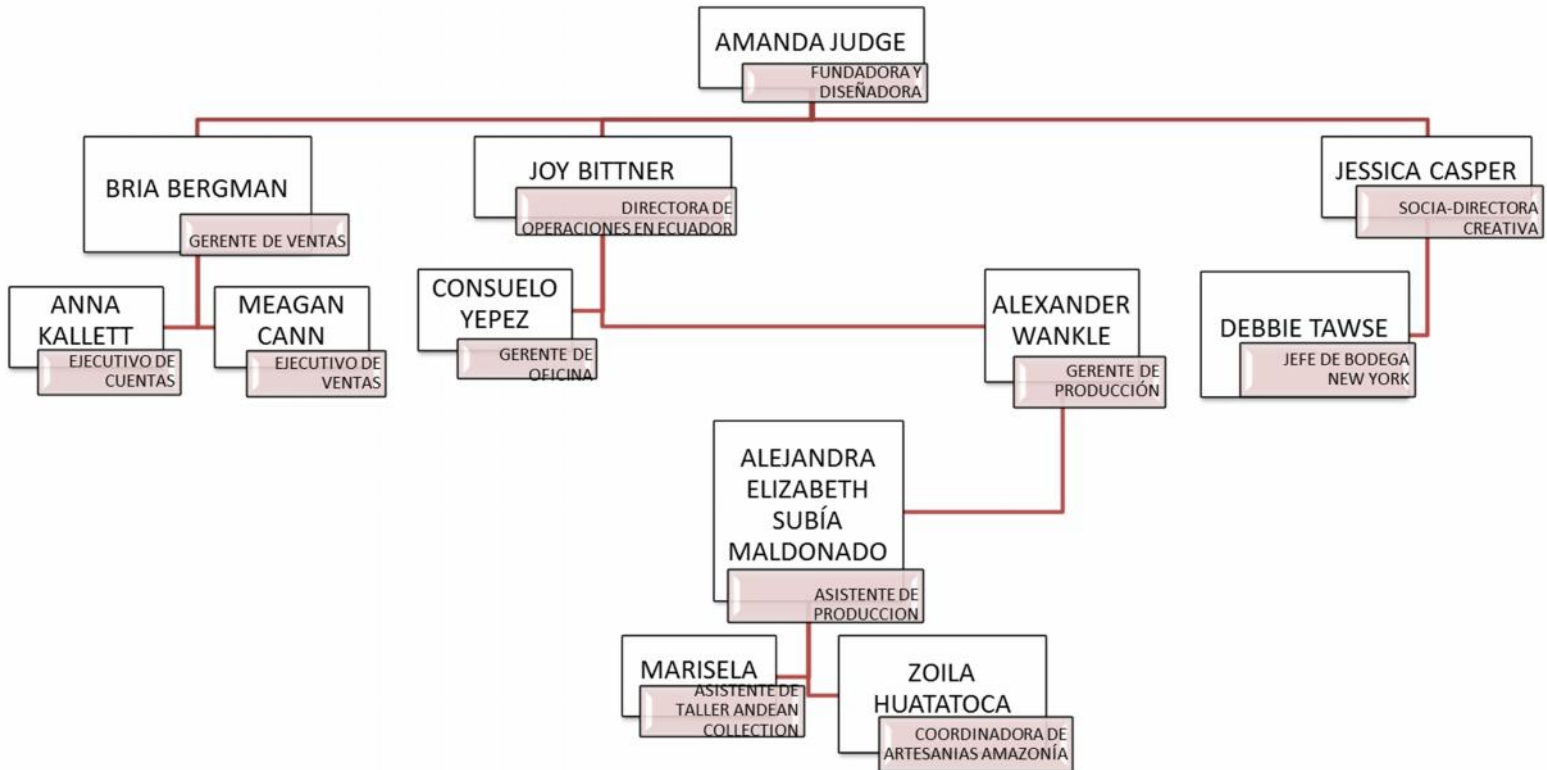 AMANDA JUDGE
FUNDADORA Y
DISEÑADORA
BRIA BERGMAN
GERENTE DE VENTAS
JOY BITTNER
DIRECTORA DE
OPERACIONES EN ECUADOR
JESSICA CASPER
SOCIA-DIRECTORA
CREATIVA
ANNA
KALLETT
EJECUTIVO DE
CUENTAS
MEAGAN
CANN
EJECUTIVO DE
VENTAS
CONSUELO
YEPEZ
GERENTE DE
OFICINA
ALEXANDER
WANKLE
GERENTE DE
PRODUCCIÓN
DEBBIE TAWSE
JEFE DE BODEGA
NEW YORK
ALEJANDRA
ELIZABETH
SUBÍA
MALDONADO
ASISTENTE DE
PRODUCCION
MARISELA
ASISTENTE DE
TALLER ANDEAN
COLLECTION
ZOILA
HUATATOCA
COORDINADORA DE
ARTESANIAS AMAZONÍA